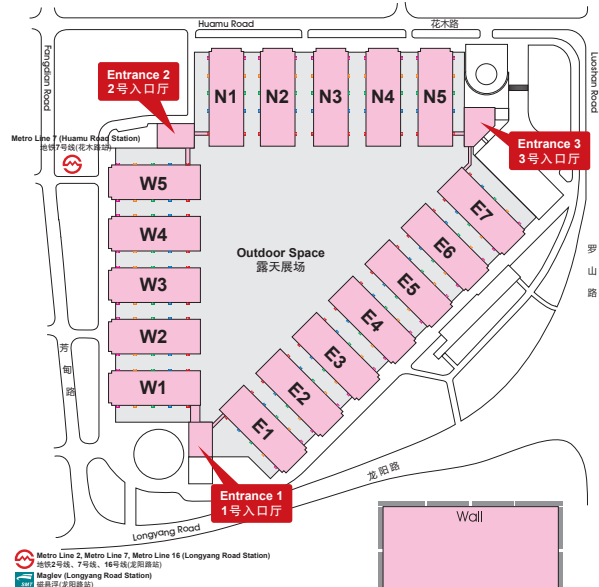 Huamu Road
花木路
Fangdian Road
Luoshan Road
Entrance 2
2号入口厅
N1
N2
N3
N4
N5
Metro Line 7 (Huamu Road Station)
地铁7号线(花木路站)
Entrance 3
3号入口厅
W5
E7
W4
E6
Outdoor Space
露天展场
罗山路
W3
E5
E4
W2
E3
芳甸路
W1
E2
E1
龙阳路
Entrance 1
1号入口厅
Wall
Longyang Road
Metro Line 2, Metro Line 7, Metro Line 16 (Longyang Road Station)
地铁2号线、7号线、16号线(龙阳路站)
Maglev (Longyang Road Station)
磁悬浮(龙阳路站)